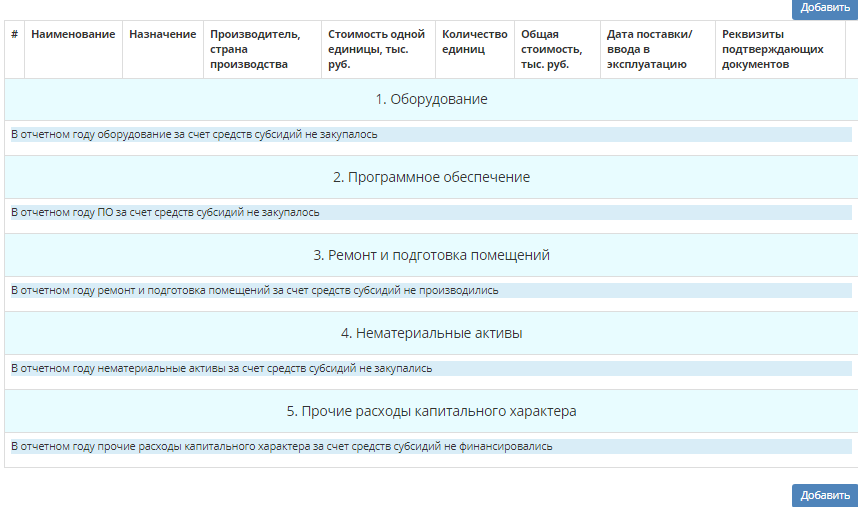 Добавить
# Наименование Назначение Производитель, страна производства Стоимость одной единицы, тыс. руб. Количество единиц Общая стоимость, тыс. руб. Дата поставки/ ввода в эксплуатацию Реквизиты подтверждающих документов
1. Оборудование
В отчетном году оборудование за счет средств субсидий не закупалось
2. Программное обеспечение
В отчетном году ПО за счет средств субсидий не закупалось
3. Ремонт и подготовка помещений
В отчетном году ремонт и подготовка помещений за счет средств субсидий не производились
4. Нематериальные активы
В отчетном году нематериальные активы за счет средств субсидий не закупались
5. Прочие расходы капитального характера
В отчетном году прочие расходы капитального характера за счет средств субсидий не финансировались
Добавить